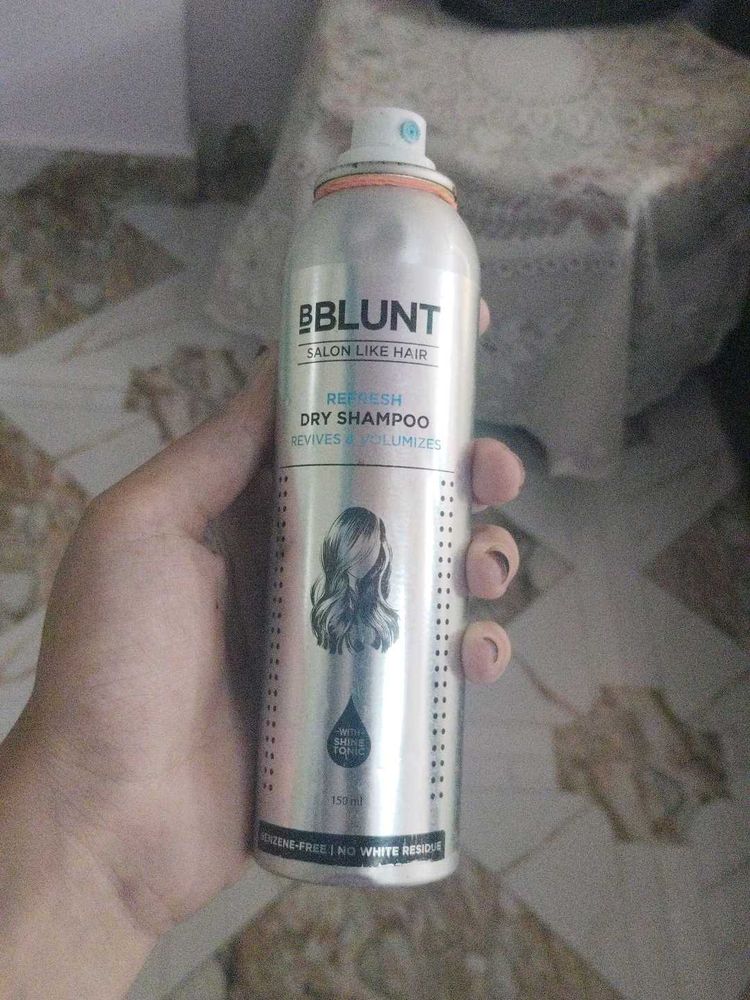 BBLUNT
SALON LIKE HAIR
REFRESH
DRY SHAMPOO
REVIVES & VOLUMIZES
-WITH-
SHINE
TONIC
150 ml
BENZENE-FREE | NO WHITE RESIDUE